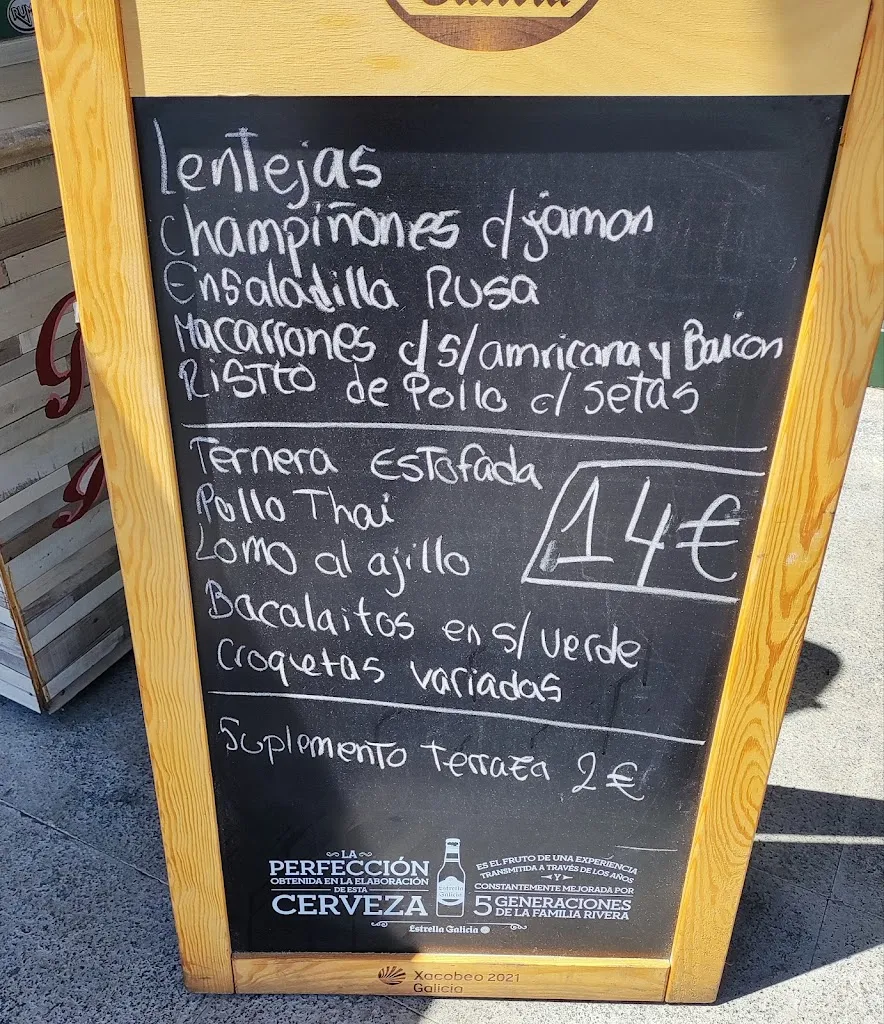 Lentejas
Champiñones c/jamon
Ensaladilla Rusa
Macarrones c/s/amricana y Baicon
Ristto de Pollo c/ setas
Ternera Estofada
14€
Pollo Thai
Lomo al ajillo
Bacalaitos en s/ verde
Croquetas variadas
Suplemento terraza 2€
LA
PERFECCIÓN
OBTENIDA EN LA ELABORACIÓN
DE ESTA
CERVEZA
Estrella Galicia
ES EL FRUTO DE UNA EXPERIENCIA
TRANSMITIDA A TRAVÉS DE LOS AÑOS
Y
CONSTANTEMENTE MEJORADA POR
5 GENERACIONES
DE LA FAMILIA RIVERA
Estrella Galicia
Xacobeo 2021
Galicia